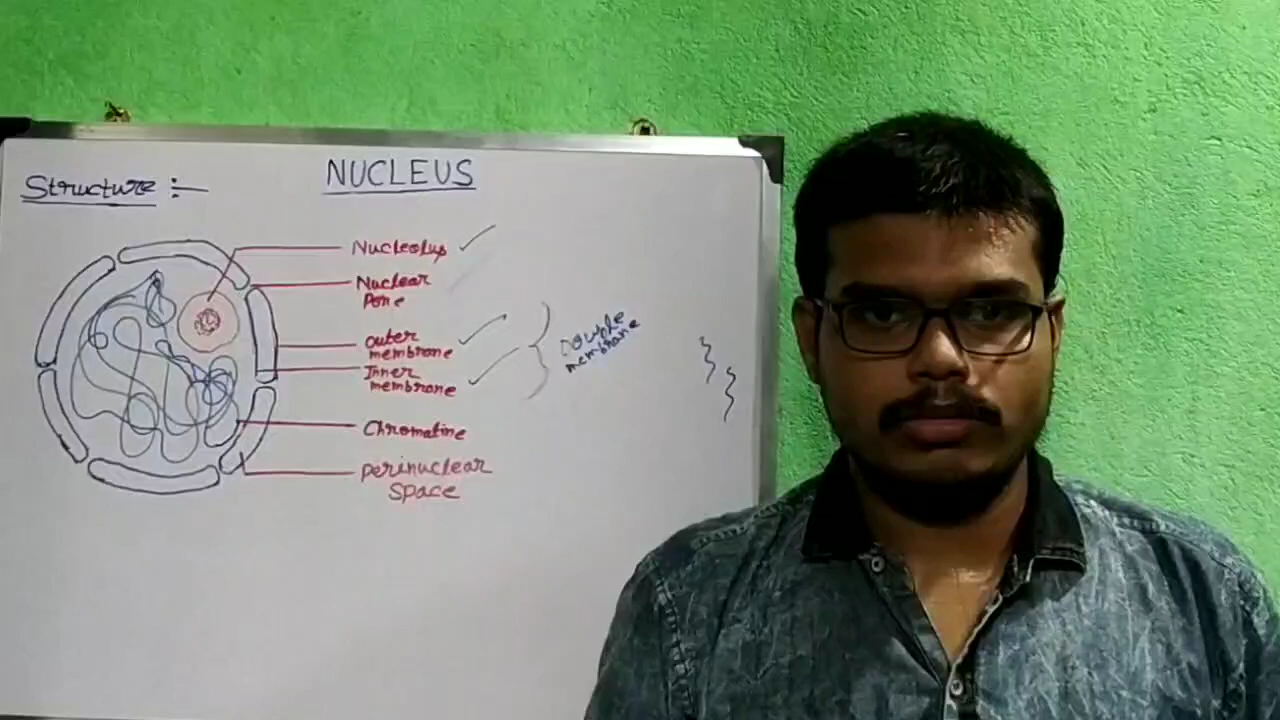 NUCLEUS
Structure :-
Nucleolus
Nuclear
Pore
outer
membrane
Inner
membrane
Double
membrane
Chromatine
perinuclear
space